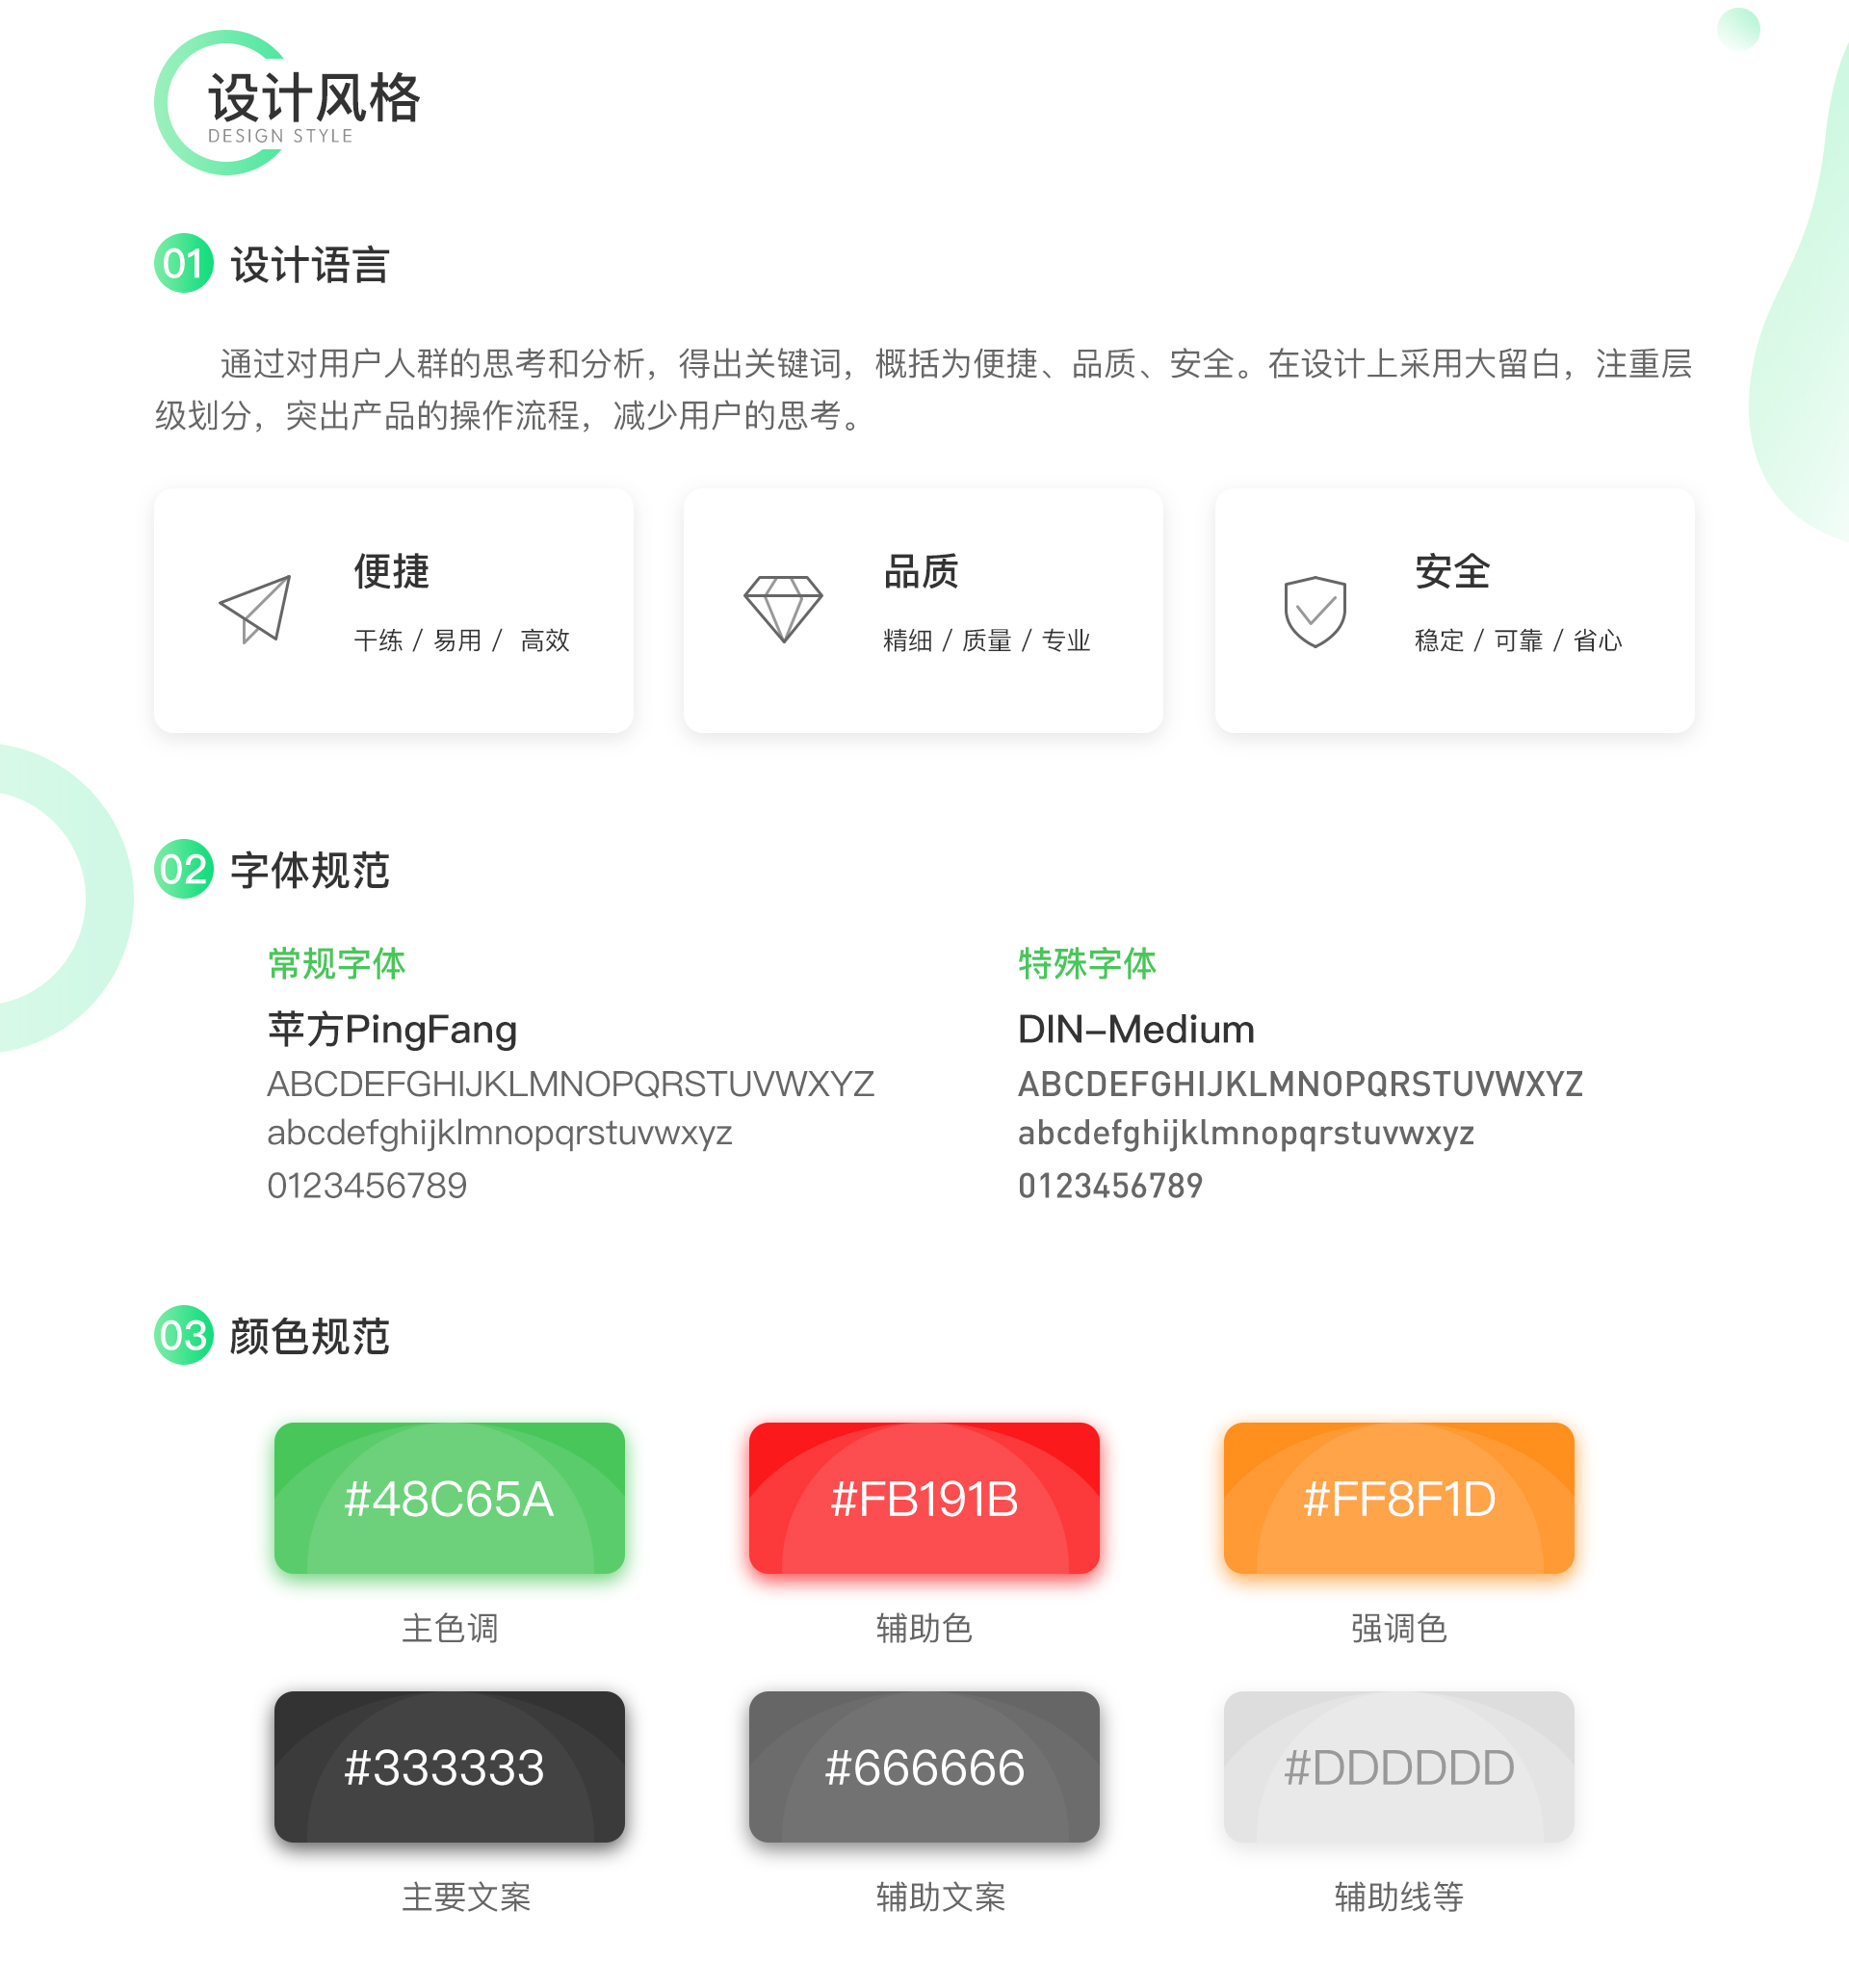 设计风格
DESIGN STYLE
01 设计语言
通过对用户人群的思考和分析，得出关键词，概括为便捷、品质、安全。在设计上采用大留白，注重层
级划分，突出产品的操作流程，减少用户的思考。
便捷
干练 / 易用 / 高效
品质
精细 / 质量 / 专业
安全
稳定 / 可靠 / 省心
02 字体规范
常规字体
苹方PingFang
ABCDEFGHIJKLMNOPQRSTUVWXYZ
abcdefghijklmnopqrstuvwxyz
0123456789
特殊字体
DIN-Medium
ABCDEFGHIJKLMNOPQRSTUVWXYZ
abcdefghijklmnopqrstuvwxyz
0123456789
03 颜色规范
#48C65A
主色调
#FB191B
辅助色
#FF8F1D
强调色
#333333
主要文案
#666666
辅助文案
#DDDDDD
辅助线等